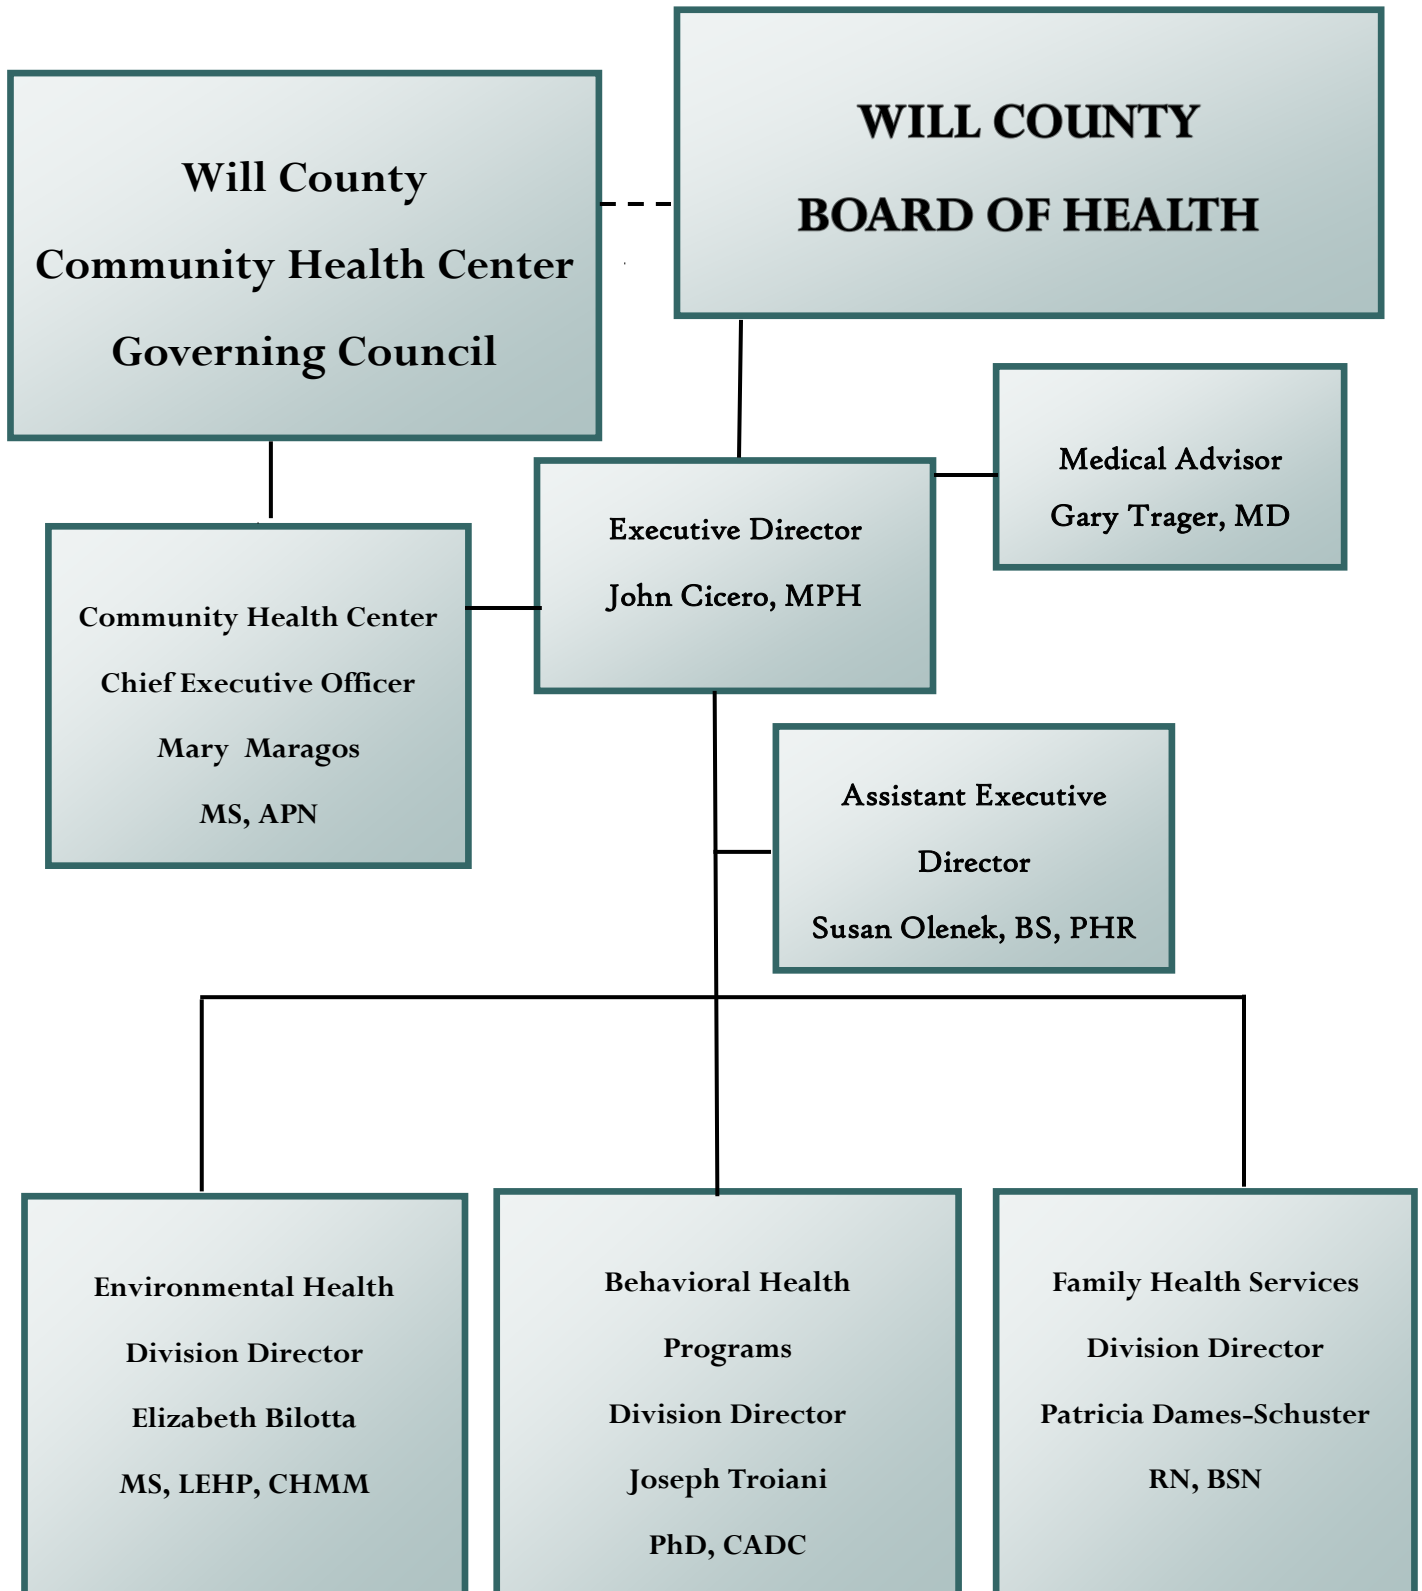 WILL COUNTY
BOARD OF HEALTH
Will County
Community Health Center
Governing Council
Medical Advisor
Gary Trager, MD
Executive Director
John Cicero, MPH
Community Health Center
Chief Executive Officer
Mary  Maragos
MS, APN
Assistant Executive
Director
Susan Olenek, BS, PHR
Environmental Health
Division Director
Elizabeth Bilotta
MS, LEHP, CHMM
Behavioral Health
Programs
Division Director
Joseph Troiani
PhD, CADC
Family Health Services
Division Director
Patricia Dames-Schuster
RN, BSN